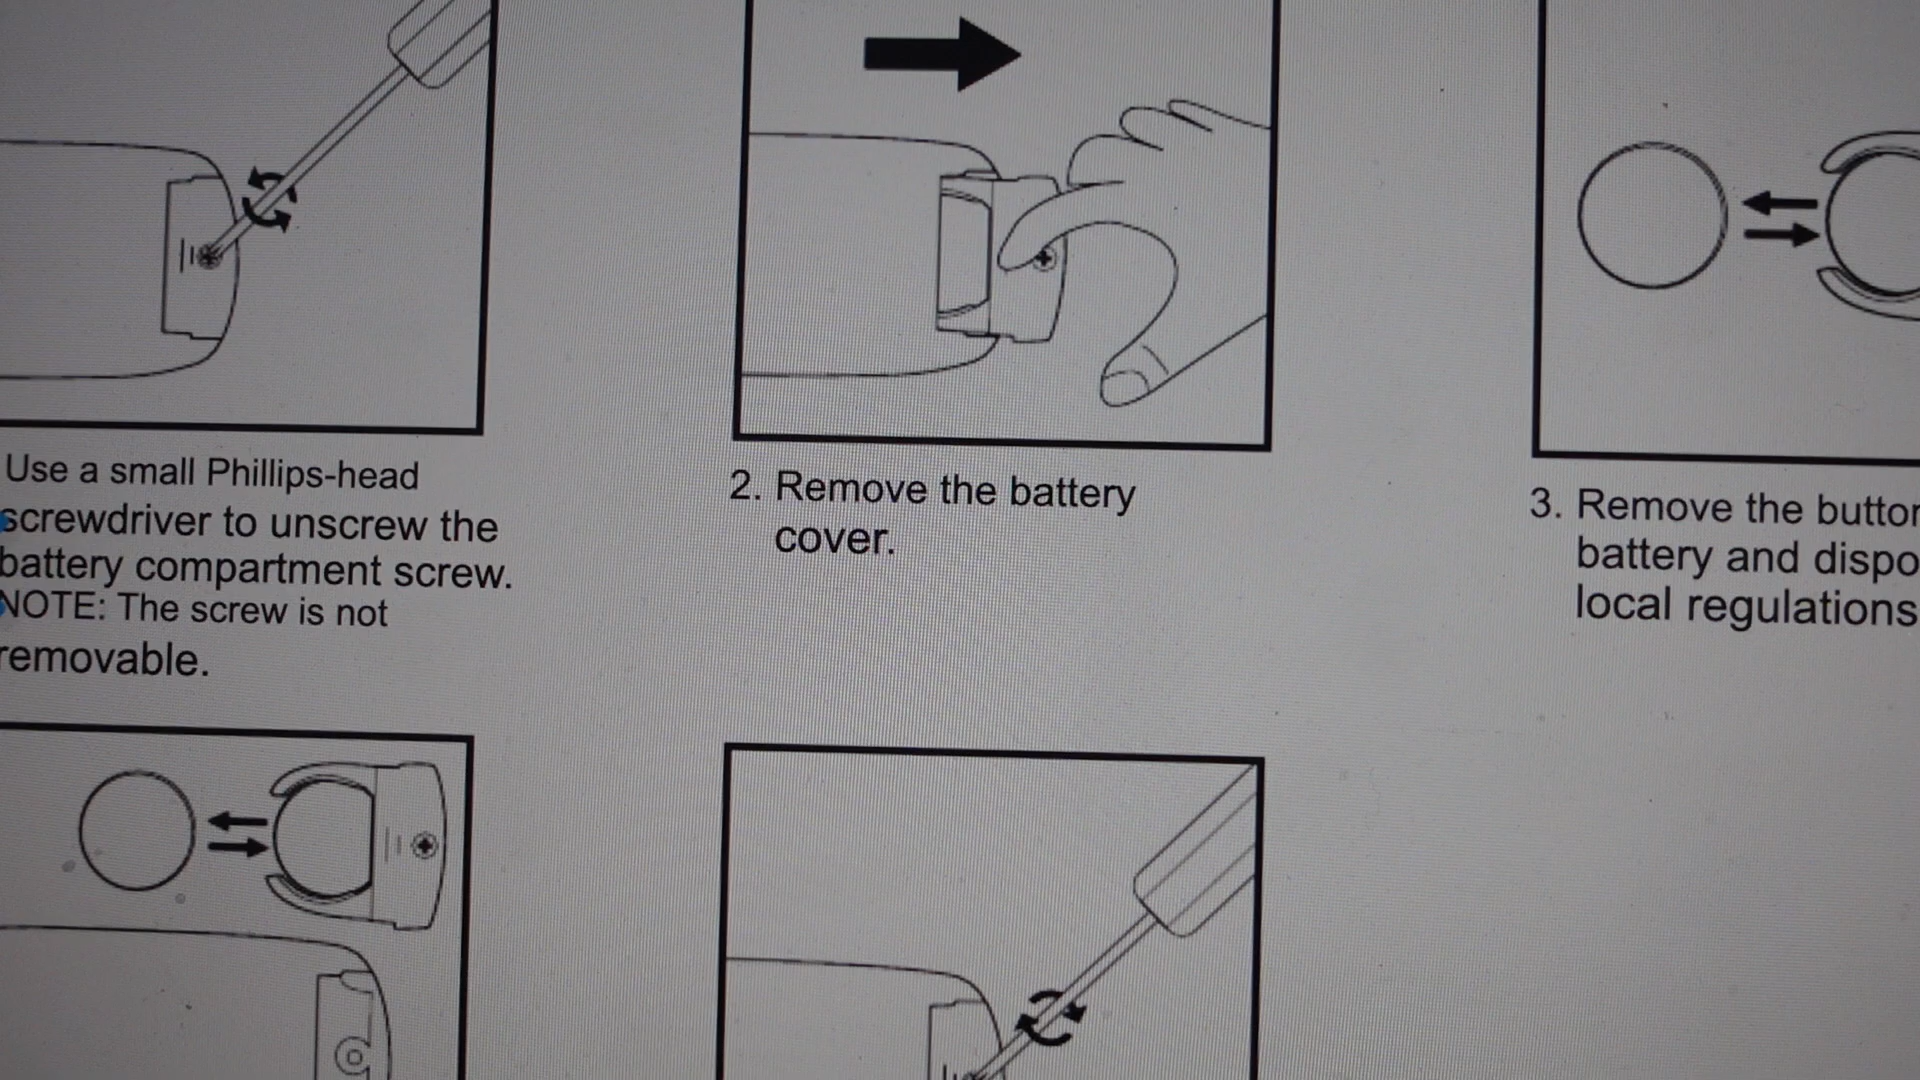 Use a small Phillips-head
screwdriver to unscrew the
battery compartment screw.
NOTE: The screw is not
removable.
2. Remove the battery
cover.
3. Remove the
battery and
local regulations